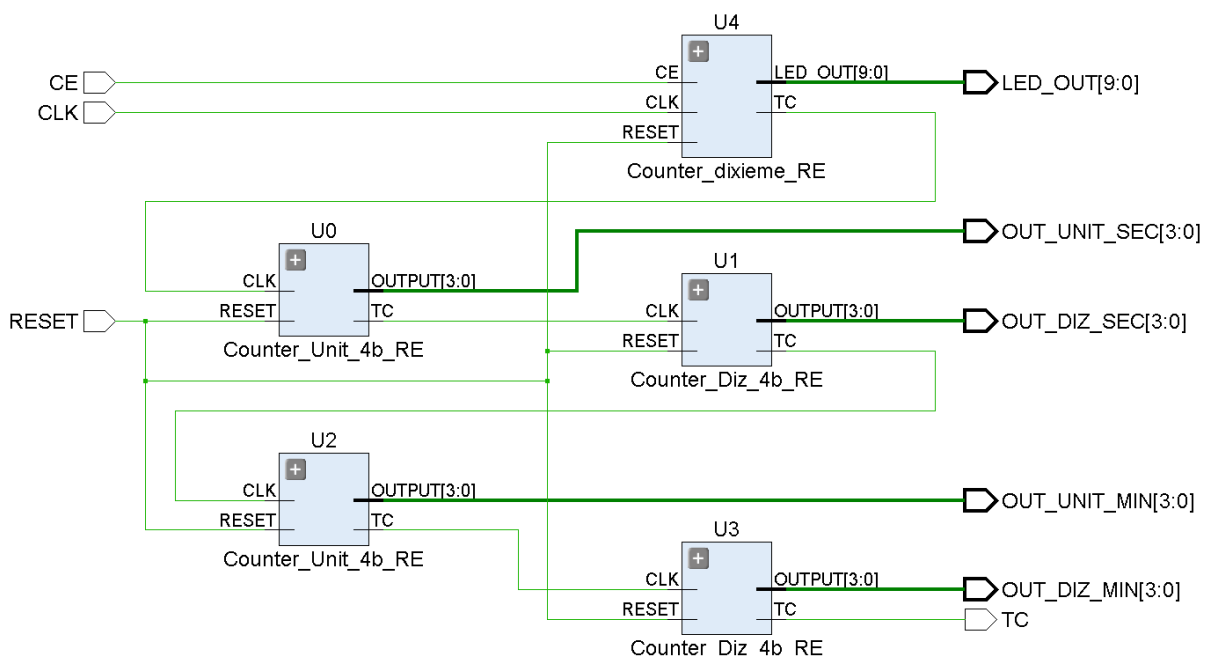 U4
CE
CE
LED_OUT[9:0]
LED_OUT[9:0]
CLK
CLK
TC
RESET
Counter_dixieme_RE
U0
OUT_UNIT_SEC[3:0]
CLK
OUTPUT[3:0]
U1
RESET
RESET
TC
CLK
OUTPUT[3:0]
OUT_DIZ_SEC[3:0]
Counter_Unit_4b_RE
RESET
TC
Counter_Diz_4b_RE
U2
CLK
OUTPUT[3:0]
OUT_UNIT_MIN[3:0]
RESET
TC
Counter_Unit_4b_RE
U3
CLK
OUTPUT[3:0]
OUT_DIZ_MIN[3:0]
RESET
TC
TC
Counter_Diz_4b_RE